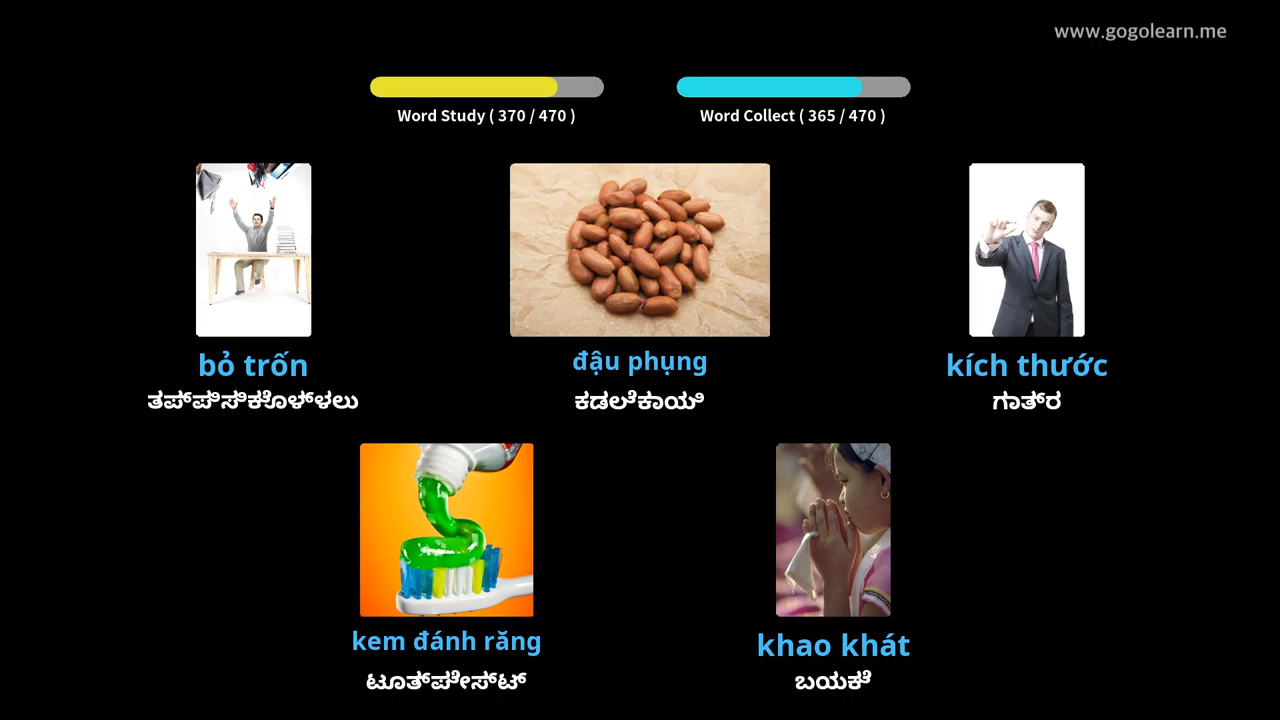 www.gogolearn.me
Word Study ( 370 / 470 )
Word Collect ( 365 / 470 )
bỏ trốn
ತಪ್ಪಿಸಿಕೊಳ್ಳಲು
đậu phụng
ಕಡಲೆಕಾಯಿ
kích thước
ಗಾತ್ರ
kem đánh răng
ಟೂತ್ಪೇಸ್ಟ್
khao khát
ಬಯಕೆ